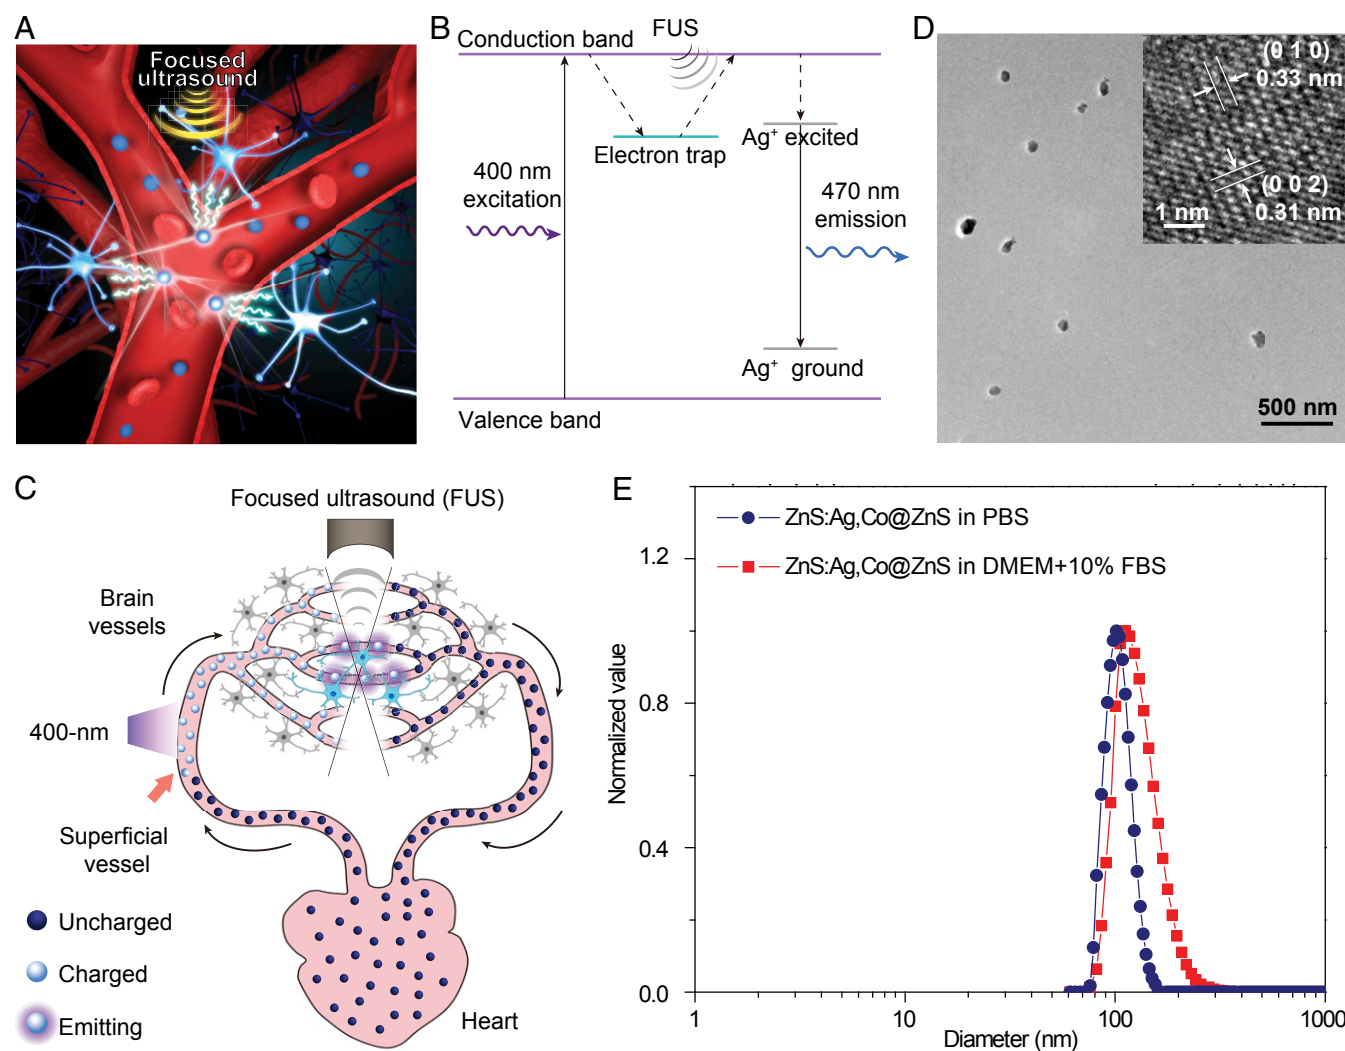 A
Focused
ultrasound
B
FUS
Conduction band
Electron trap
Ag⁺ excited
400 nm
excitation
470 nm
emission
Ag⁺ ground
Valence band
D
(0 1 0)
0.33 nm
(0 0 2)
0.31 nm
1 nm
500 nm
C
Focused ultrasound (FUS)
Brain
vessels
400-nm
Superficial
vessel
Uncharged
Charged
Emitting
Heart
E
ZnS:Ag,Co@ZnS in PBS
ZnS:Ag,Co@ZnS in DMEM+10% FBS
Normalized value
1.2
0.8
0.4
0.0
1
10
100
1000
Diameter (nm)